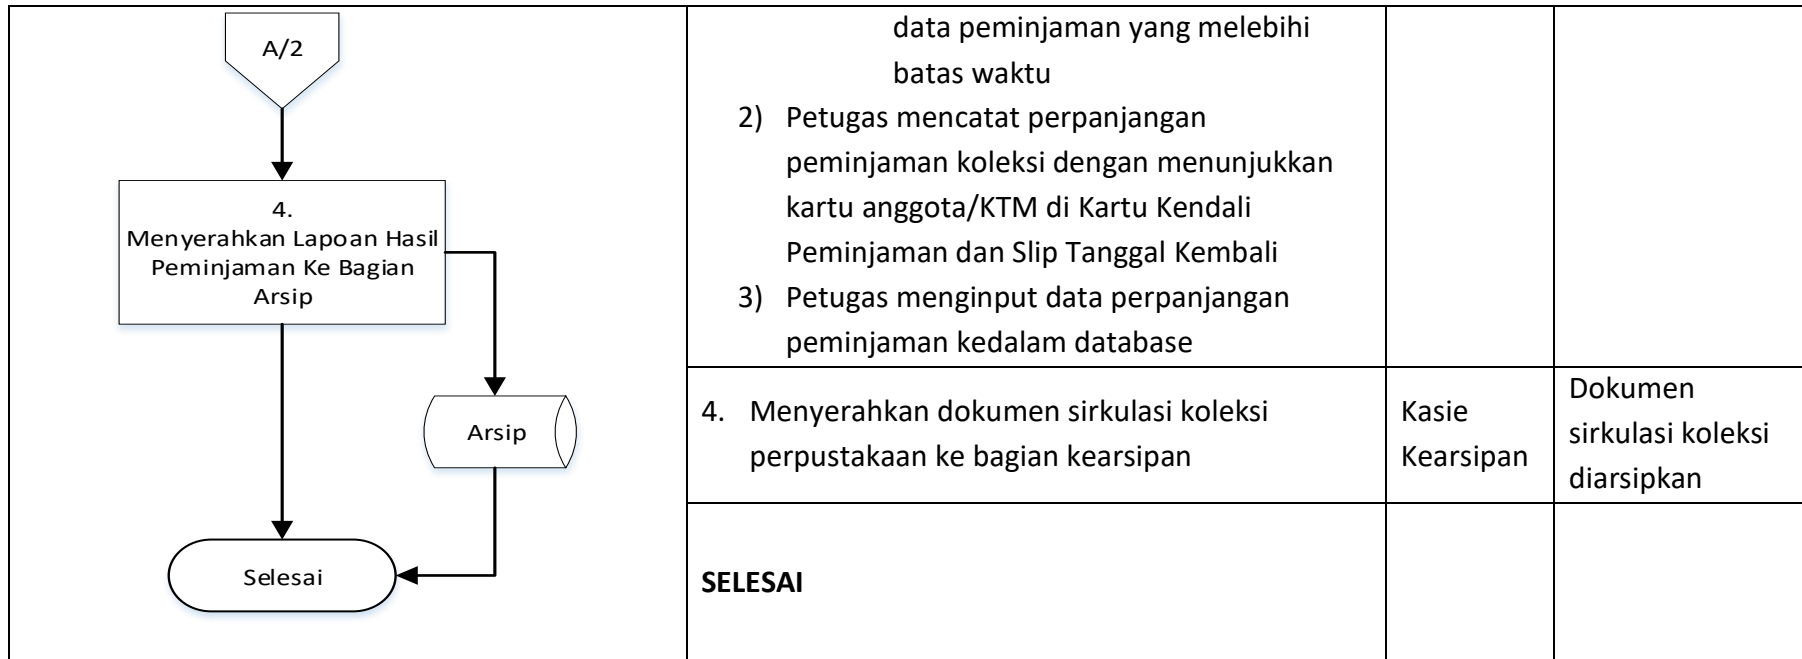 A/2
4.
Menyerahkan Lapoan Hasil
Peminjaman Ke Bagian
Arsip
Arsip
Selesai
data peminjaman yang melebihi
batas waktu
2) Petugas mencatat perpanjangan
peminjaman koleksi dengan menunjukkan
kartu anggota/KTM di Kartu Kendali
Peminjaman dan Slip Tanggal Kembali
3) Petugas menginput data perpanjangan
peminjaman kedalam database
4. Menyerahkan dokumen sirkulasi koleksi
perpustakaan ke bagian kearsipan
Kasie
Kearsipan
Dokumen
sirkulasi koleksi
diarsipkan
SELESAI